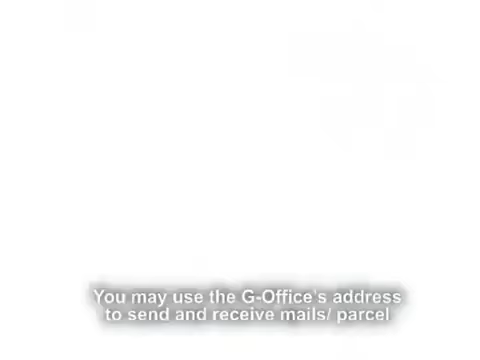 You may use the G-Office's address
to send and receive mails/ parcel